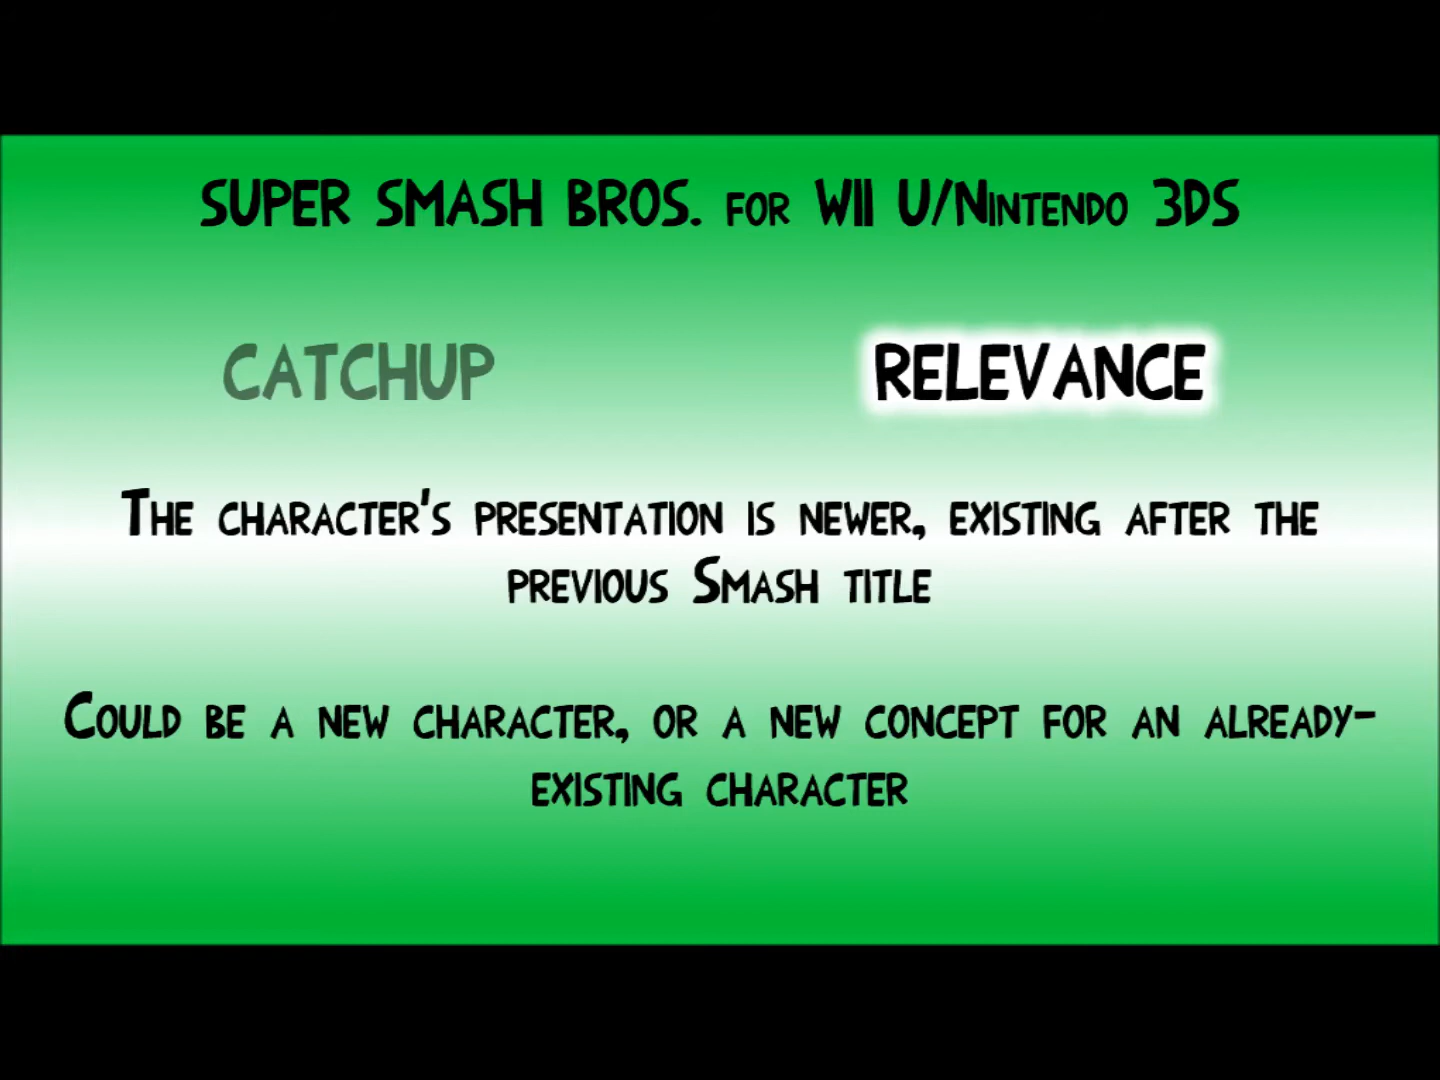 SUPER SMASH BROS. FOR WII U/NINTENDO 3DS
CATCHUP RELEVANCE
THE CHARACTER'S PRESENTATION IS NEWER, EXISTING AFTER THE
PREVIOUS SMASH TITLE
COULD BE A NEW CHARACTER, OR A NEW CONCEPT FOR AN ALREADY-
EXISTING CHARACTER